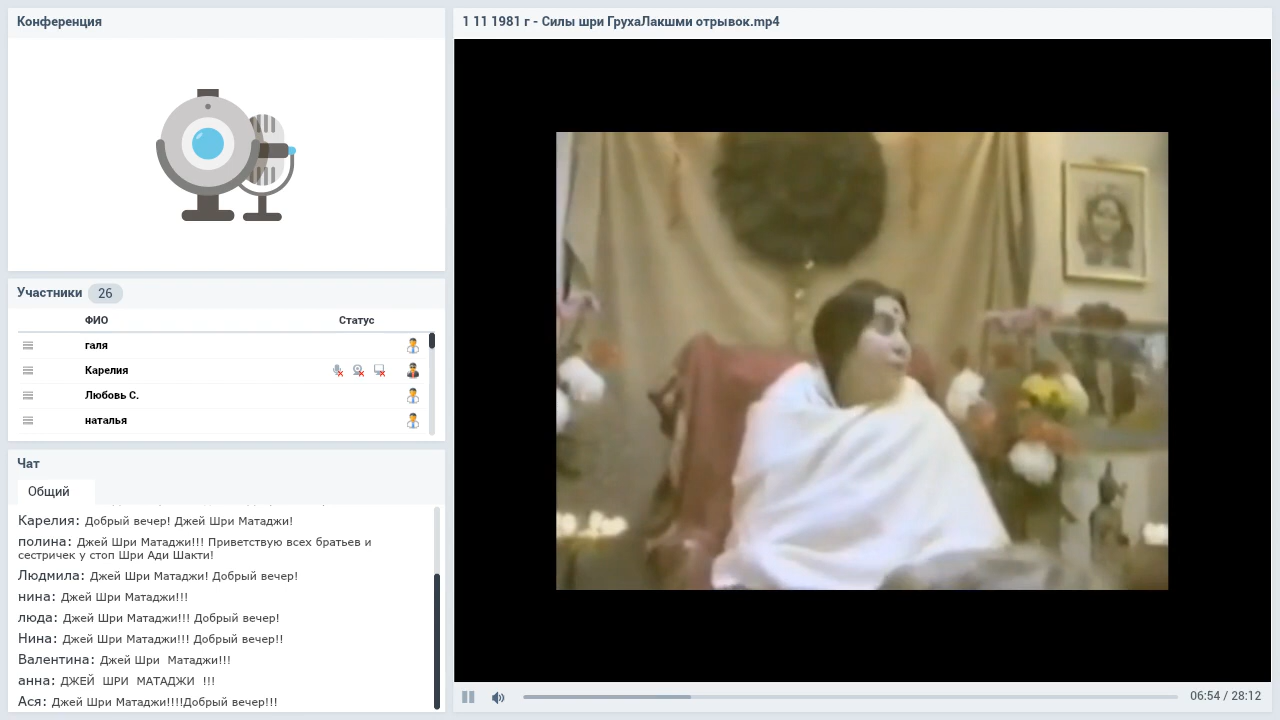 Конференция
1 11 1981 г - Силы шри ГрухаЛакшми отрывок.mp4
Участники 26
ФИО Статус
галя
Карелия
Любовь С.
наталья
Чат
Общий
Карелия: Добрый вечер! Джей Шри Матаджи!
полина: Джей Шри Матаджи!!! Приветствую всех братьев и
сестричек у стоп Шри Ади Шакти!
Людмила: Джей Шри Матаджи! Добрый вечер!
нина: Джей Шри Матаджи!!!
люда: Джей Шри Матаджи!!! Добрый вечер!
Нина: Джей Шри Матаджи!!! Добрый вечер!!
Валентина: Джей Шри  Матаджи!!!
анна: ДЖЕЙ  ШРИ  МАТАДЖИ  !!!
Ася: Джей Шри Матаджи!!!!Добрый вечер!!!
06:54 / 28:12